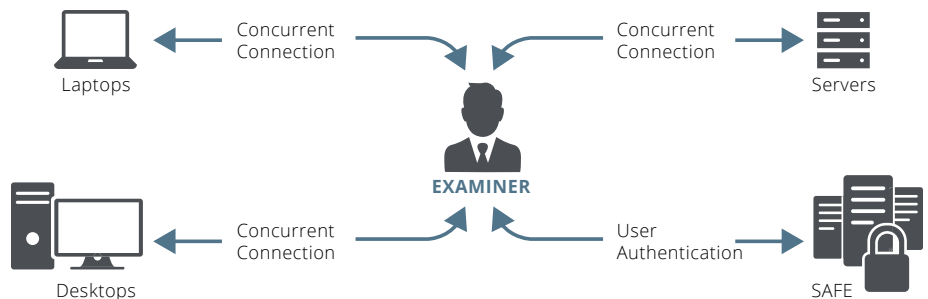 Concurrent
Connection
Laptops
Concurrent
Connection
Servers
EXAMINER
Concurrent
Connection
Desktops
User
Authentication
SAFE